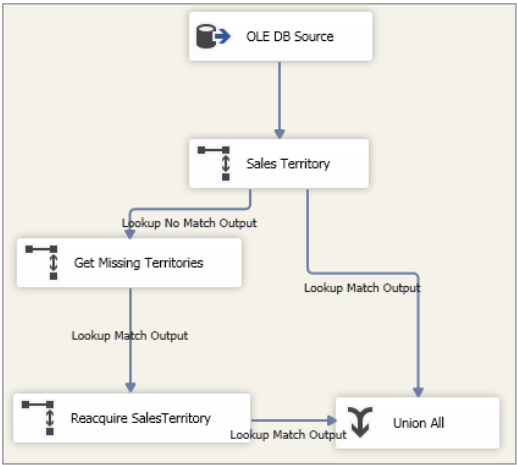 OLE DB Source
Sales Territory
Lookup No Match Output
Get Missing Territories
Lookup Match Output
Lookup Match Output
Reacquire SalesTerritory
Union All
Lookup Match Output